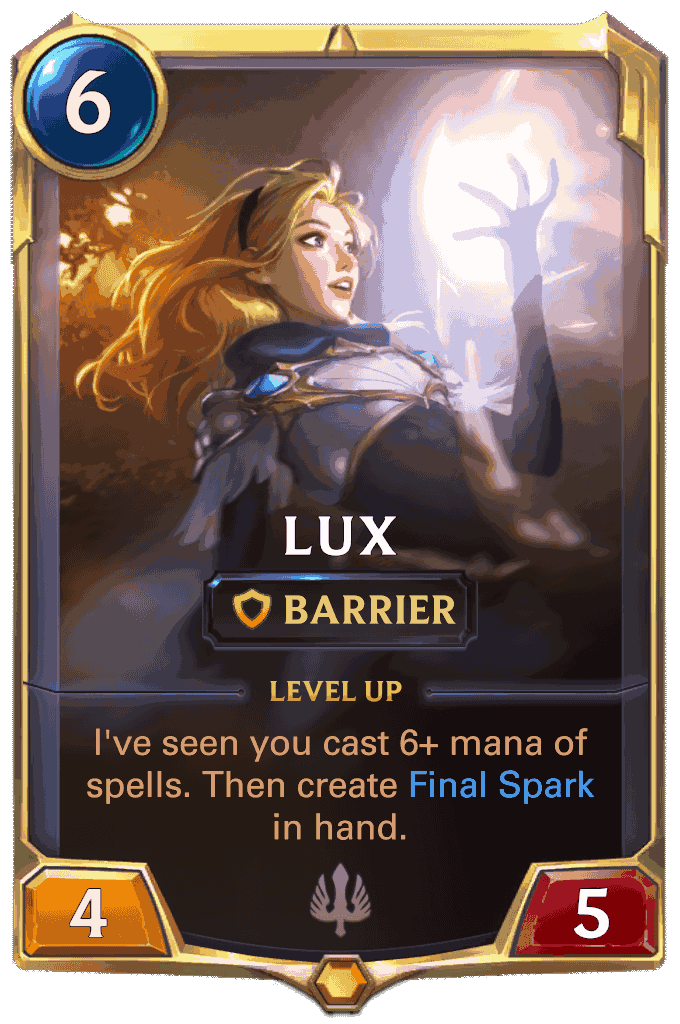 6
LUX
BARRIER
LEVEL UP
I've seen you cast 6+ mana of
spells. Then create Final Spark
in hand.
4
5